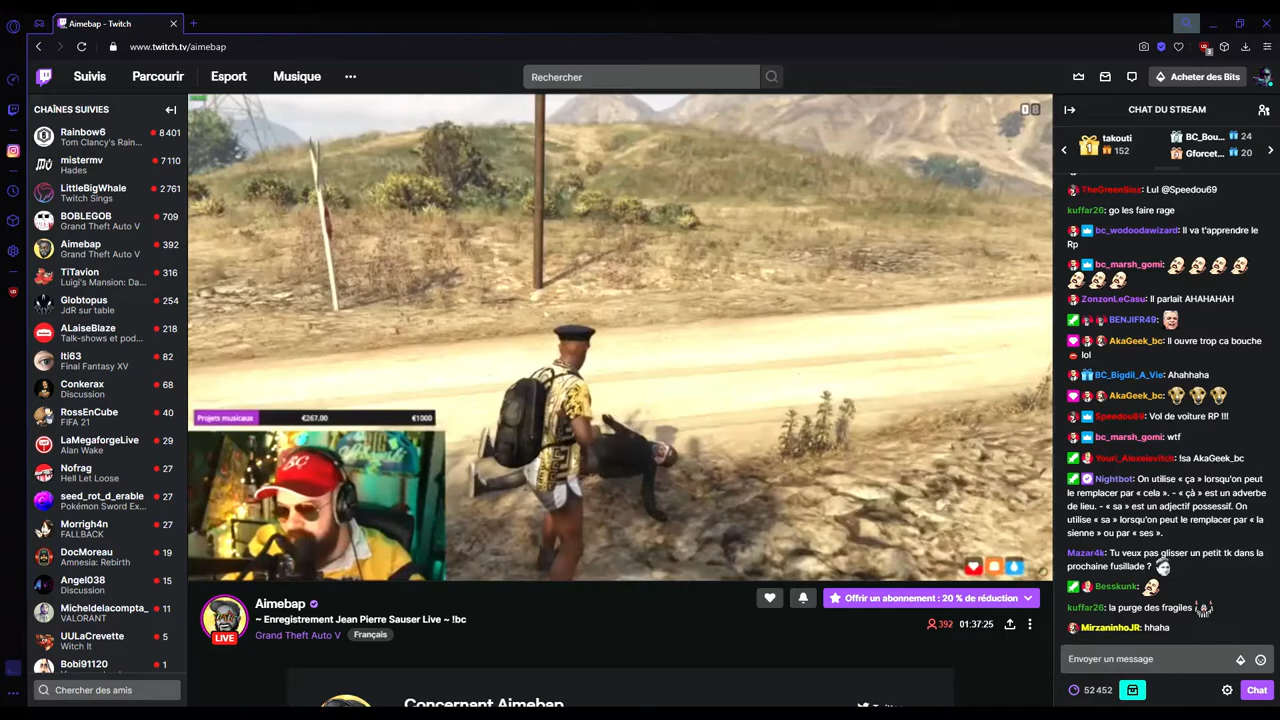 Aimebap - Twitch
www.twitch.tv/aimebap
Suivis
Parcourir
Esport
Musique
Rechercher
Acheter des Bits
CHAÎNES SUIVIES
Rainbow6
8 401
Tom Clancy's Rain...
mistermv
7 110
Hades
LittleBigWhale
2 761
Twitch Sings
BOBLEGOB
709
Grand Theft Auto V
Aimebap
392
Grand Theft Auto V
TiTavion
316
Luigi's Mansion: Da...
Globtopus
254
JdR sur table
ALaiseBlaze
218
Talk-shows et pod...
Iti63
82
Final Fantasy XV
Conkerax
68
Discussion
RossEnCube
40
FIFA 21
LaMegaforgeLive
29
Alan Wake
Nofrag
27
Hell Let Loose
seed_rot_d_erable
27
Pokémon Sword Ex...
Morrigh4n
27
FALLBACK
DocMoreau
19
Amnesia: Rebirth
Angel038
15
Discussion
Micheldelacompta_
11
VALORANT
UULaCrevette
5
Witch It
Bobi91120
1
Chercher des amis
Projets musicaux
€267.00
€1000
Aimebap
~ Enregistrement Jean Pierre Sauser Live ~ !bc
Grand Theft Auto V
Français
LIVE
Offrir un abonnement : 20 % de réduction
392
01:37:25
Concernant Aimebap
CHAT DU STREAM
takouti
152
BC_Bou...
24
Gforcet...
20
TheGreenSinz: Lul @Speedou69
kuffar26: go les faire rage
bc_wodoodawizard: Il va t'apprendre le
Rp
bc_marsh_gomi:
ZonzonLeCasu: Il parlait AHAHAHAH
BENJIFR49:
AkaGeek_bc: Il ouvre trop ca bouche
lol
BC_Bigdil_A_Vie: Ahahhaha
AkaGeek_bc:
Speedou69: Vol de voiture RP !!!
bc_marsh_gomi: wtf
Youri_Alexeievitch: !sa AkaGeek_bc
Nightbot: On utilise « ça » lorsqu'on peut
le remplacer par « cela ». - « çà » est un adverbe
de lieu. - « sa » est un adjectif possessif. On
utilise « sa » lorsqu'on peut le remplacer par « la
sienne » ou par « ses ».
Mazar4k: Tu veux pas glisser un petit tk dans la
prochaine fusillade ?
Besskunk:
kuffar26: la purge des fragiles
MirzaninhoJR: hhaha
Envoyer un message
52 452
Chat